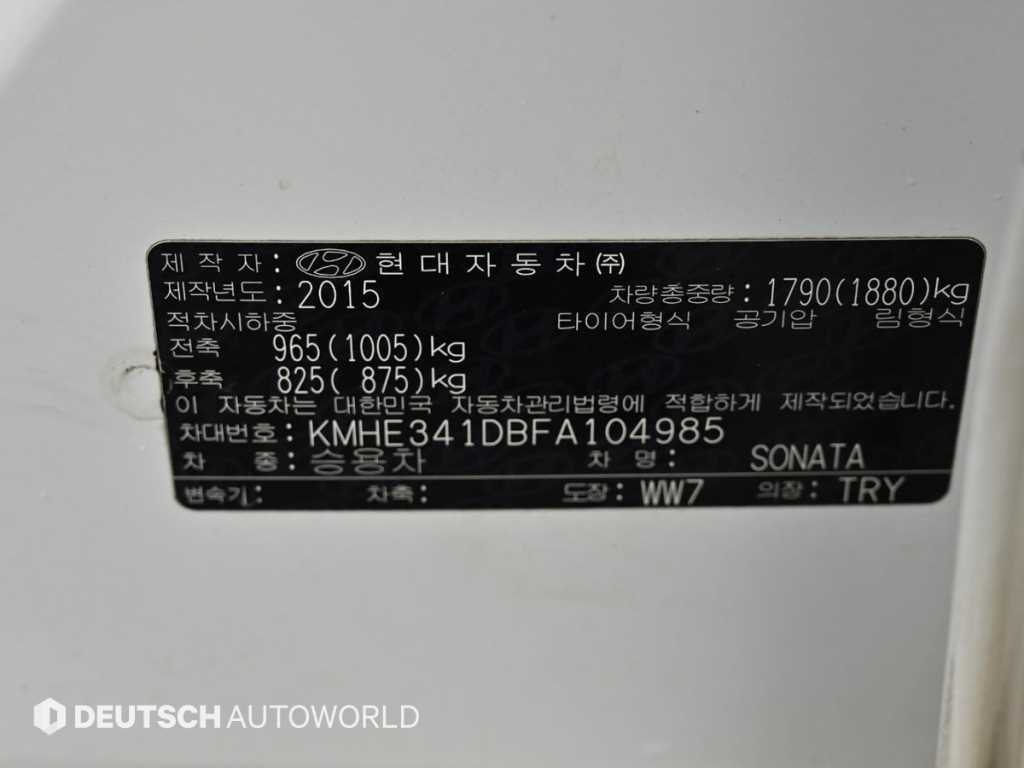 제 작 자 : 현대자동차㈜
제작년도 : 2015 차량총중량 : 1790(1880)kg
적차시하중 타이어형식 공기압 림형식
전축 965(1005)kg
후축 825( 875)kg
이 자동차는 대한민국 자동차관리법령에 적합하게 제작되었습니다.
차대번호 : KMHE341DBFA104985
차 종 : 승용차 차 명 : SONATA
변속기 : 차축 : 도장 : WW7 의장 : TRY
DEUTSCH AUTOWORLD